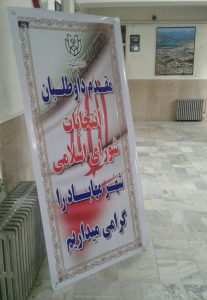 مقدم داوطلبان
انتخابات
شورای اسلامی
شهر مهاباد را
گرامی میداریم